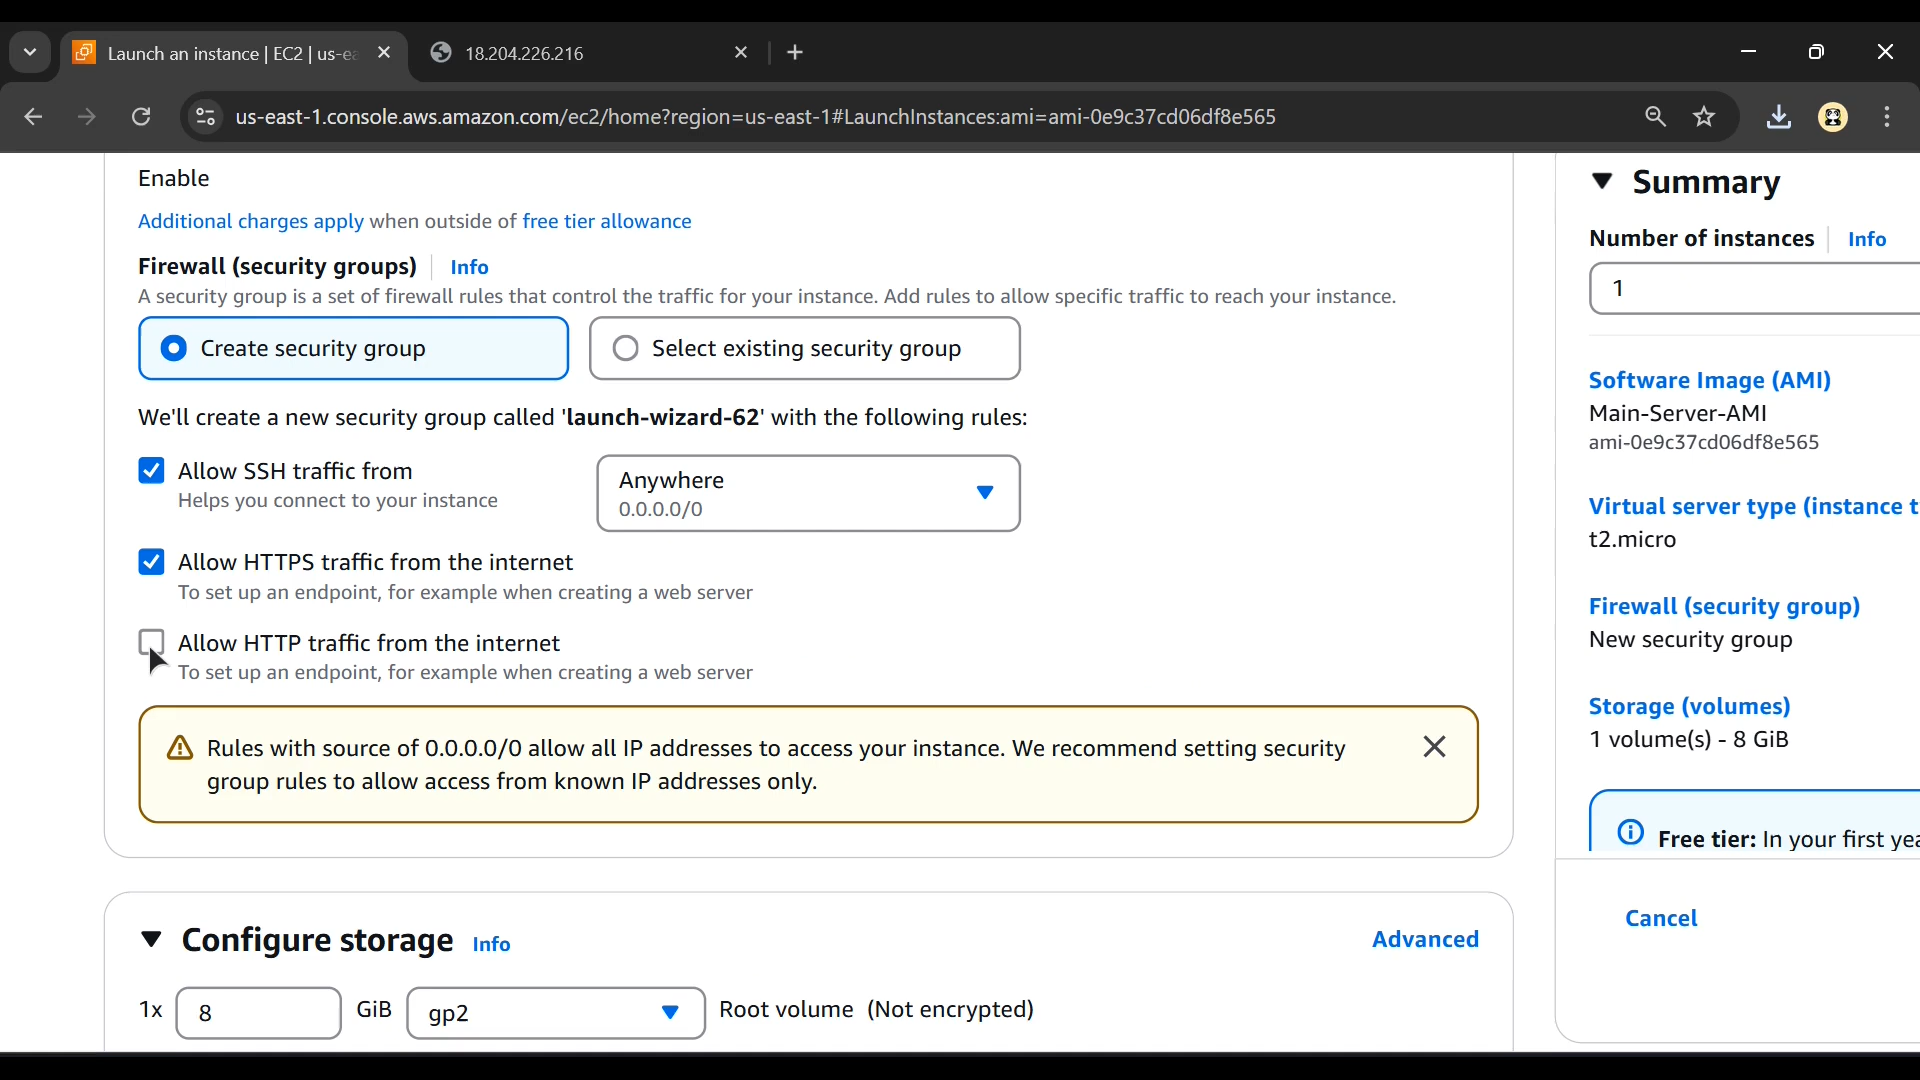 Launch an instance | EC2 | us-ea
18.204.226.216
us-east-1.console.aws.amazon.com/ec2/home?region=us-east-1#LaunchInstances:ami=ami-0e9c37cd06df8e565
Enable
Additional charges apply when outside of free tier allowance
Firewall (security groups) Info
A security group is a set of firewall rules that control the traffic for your instance. Add rules to allow specific traffic to reach your instance.
Create security group
Select existing security group
We'll create a new security group called 'launch-wizard-62' with the following rules:
Allow SSH traffic from
Helps you connect to your instance
Anywhere
0.0.0.0/0
Allow HTTPS traffic from the internet
To set up an endpoint, for example when creating a web server
Allow HTTP traffic from the internet
To set up an endpoint, for example when creating a web server
Rules with source of 0.0.0.0/0 allow all IP addresses to access your instance. We recommend setting security
group rules to allow access from known IP addresses only.
Configure storage Info
Advanced
1x 8 GiB gp2 Root volume (Not encrypted)
Summary
Number of instances Info
1
Software Image (AMI)
Main-Server-AMI
ami-0e9c37cd06df8e565
Virtual server type (instance t
t2.micro
Firewall (security group)
New security group
Storage (volumes)
1 volume(s) - 8 GiB
Free tier: In your first yea
Cancel